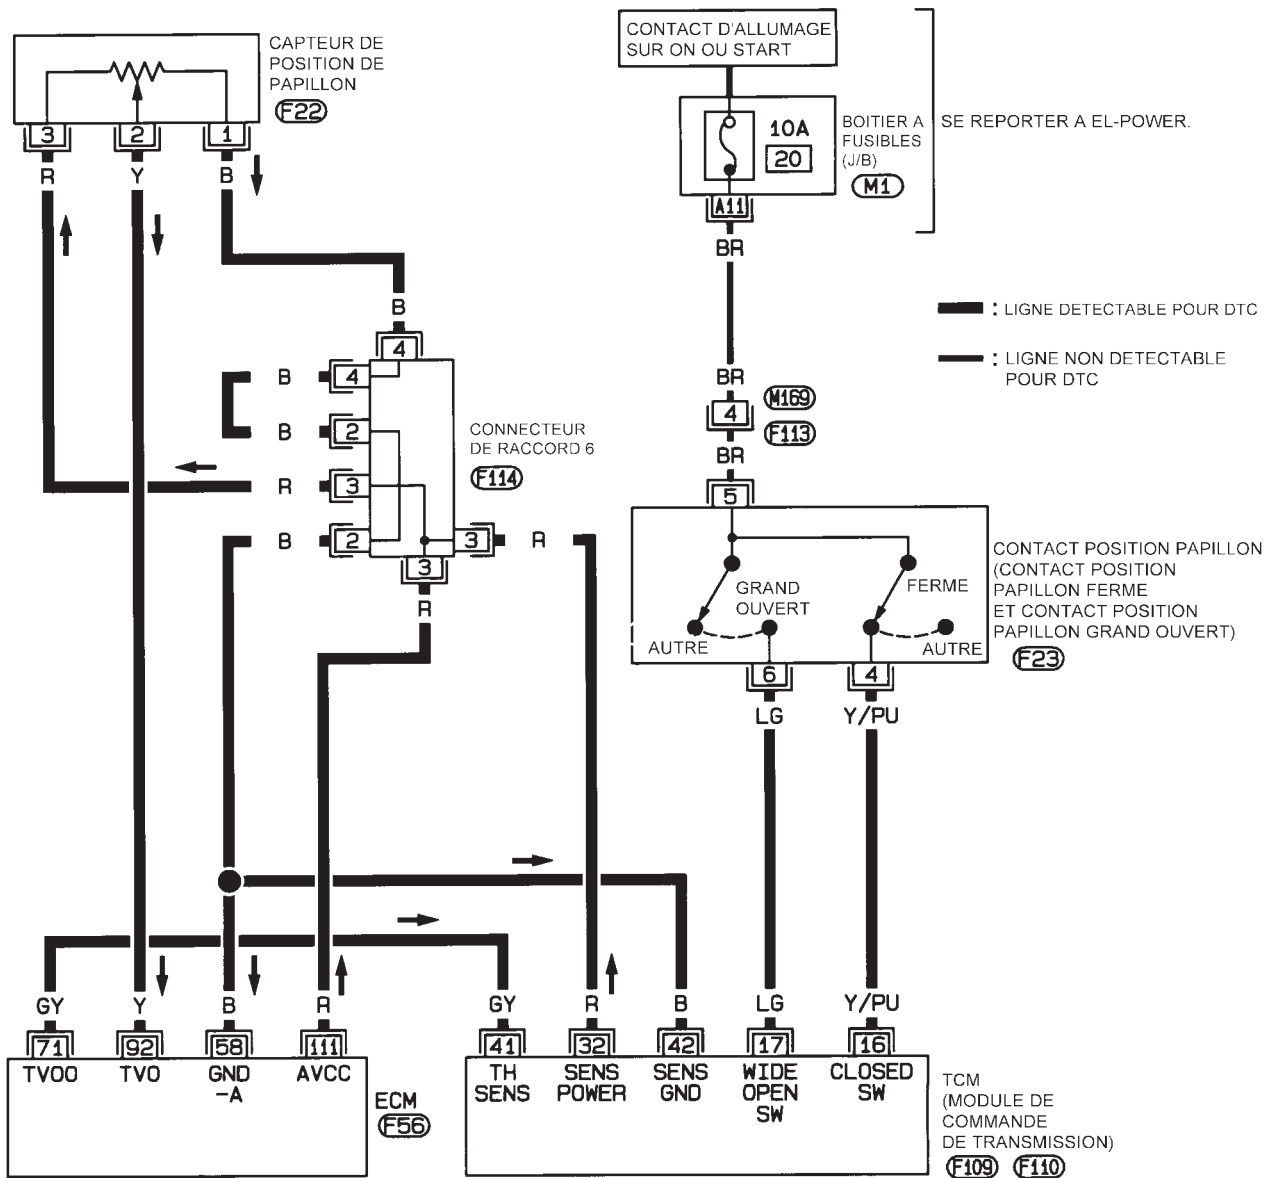 CAPTEUR DE
POSITION DE
PAPILLON
F22
3
2
1
R
Y
B
CONTACT D'ALLUMAGE
SUR ON OU START
10A
20
BOITIER A
FUSIBLES
(J/B)
M1
SE REPORTER A EL-POWER.
A11
BR
B
4
: LIGNE DETECTABLE POUR DTC
: LIGNE NON DETECTABLE
POUR DTC
B
4
B
2
R
3
B
2
3
R
3
R
CONNECTEUR
DE RACCORD 6
F114
BR
4
M169
F113
BR
5
GRAND
OUVERT
FERME
AUTRE
AUTRE
CONTACT POSITION PAPILLON
(CONTACT POSITION
PAPILLON FERME
ET CONTACT POSITION
PAPILLON GRAND OUVERT)
F23
6
4
LG
Y/PU
GY
Y
B
R
GY
R
B
LG
Y/PU
71
92
58
111
41
32
42
17
16
TVOO
TVO
GND
-A
AVCC
ECM
F56
TH
SENS
SENS
POWER
SENS
GND
WIDE
OPEN
SW
CLOSED
SW
TCM
(MODULE DE
COMMANDE
DE TRANSMISSION)
F109 F110